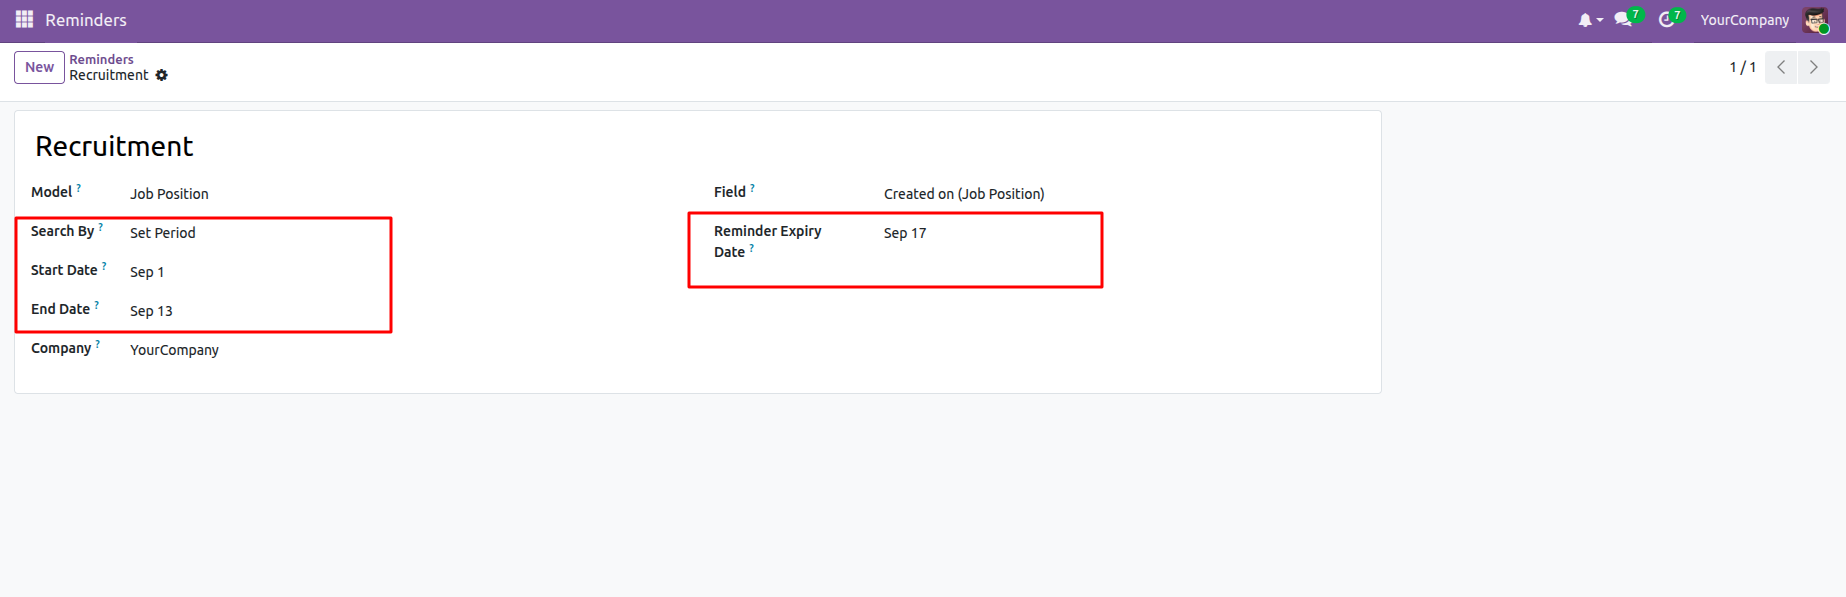 Reminders
7
7
YourCompany
New
Reminders
Recruitment
1 / 1
Recruitment
Model ?
Job Position
Field ?
Created on (Job Position)
Search By ?
Set Period
Reminder Expiry
Date ?
Sep 17
Start Date ?
Sep 1
End Date ?
Sep 13
Company ?
YourCompany